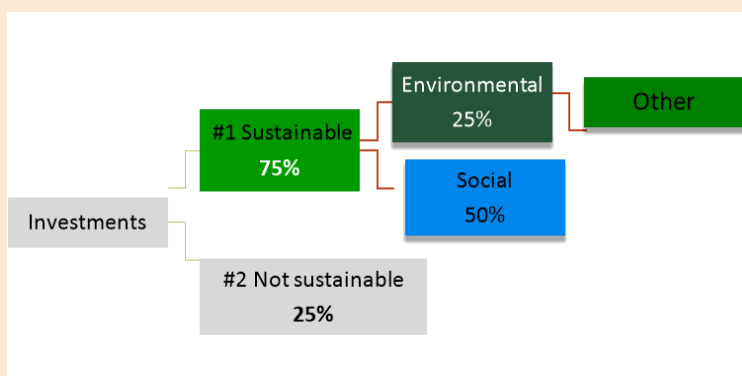 Environmental
25%
Other
#1 Sustainable
75%
Social
50%
Investments
#2 Not sustainable
25%